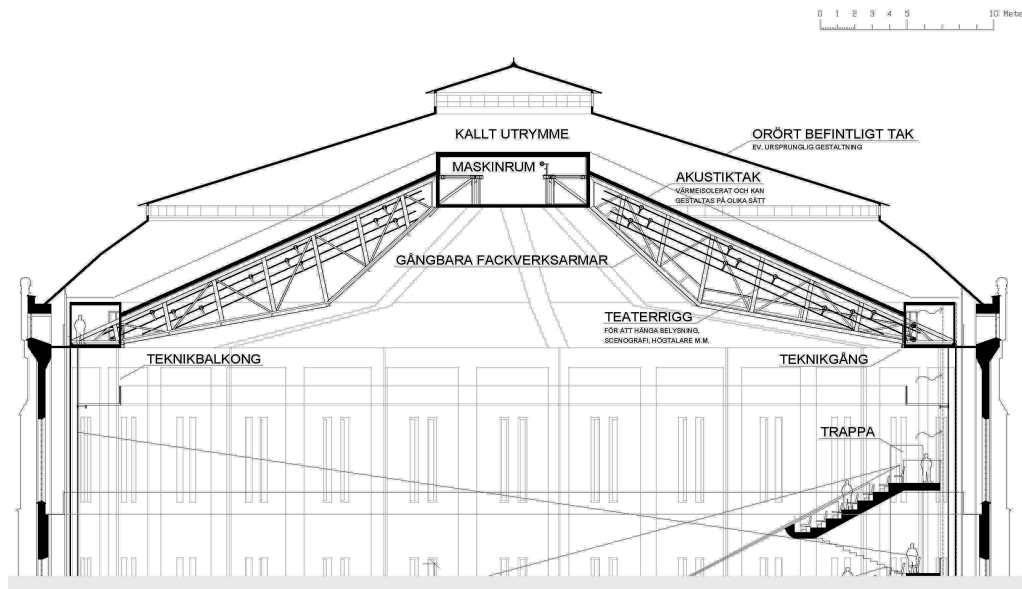 0 1 2 3 4 5 10 Mete
KALLT UTRYMME
ORÖRT BEFINTLIGT TAK
EV. URSPRUNGLIG GESTALTNING
MASKINRUM
AKUSTIKTAK
VÄRMEISOLERAT OCH KAN
GESTALTAS PÅ OLIKA SÄTT
GÅNGBARA FACKVERKSARMAR
TEATERRIGG
FÖR ATT HÄNGA BELYSNING,
SCENOGRAFI, HÖGTALARE M.M.
TEKNIKBALKONG
TEKNIKGÅNG
TRAPPA